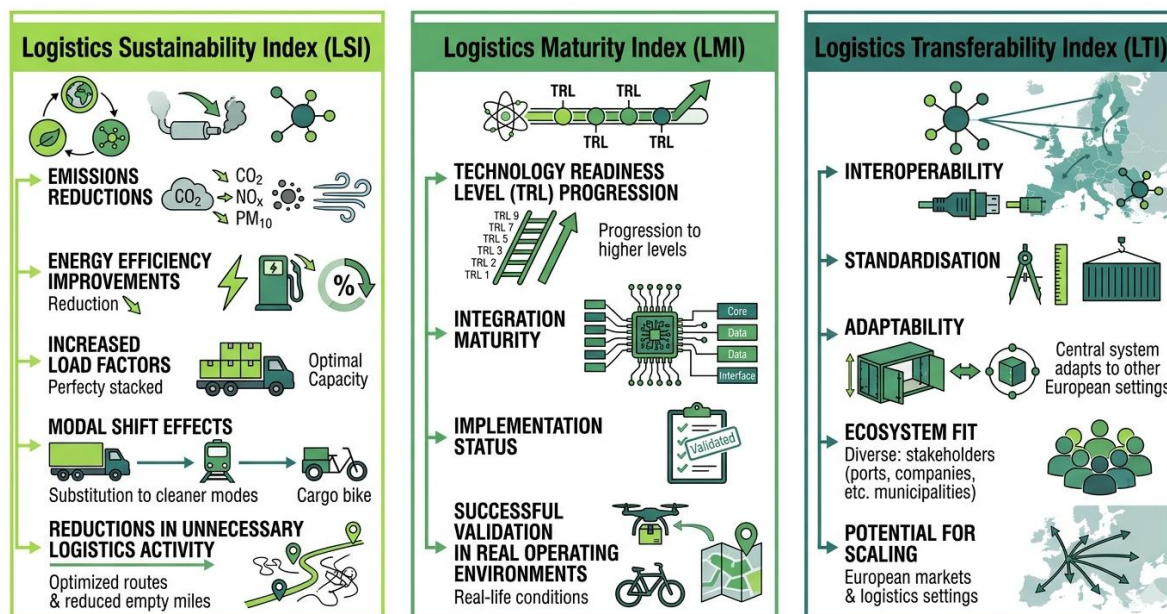 Logistics Sustainability Index (LSI)
EMISSIONS
REDUCTIONS
CO₂
CO₂
NOₓ
PM₁₀
ENERGY EFFICIENCY
IMPROVEMENTS
Reduction
%
INCREASED
LOAD FACTORS
Perfecty stacked
Optimal
Capacity
MODAL SHIFT EFFECTS
Substitution to cleaner modes
Cargo bike
REDUCTIONS IN UNNECESSARY
LOGISTICS ACTIVITY
Optimized routes
& reduced empty miles
Logistics Maturity Index (LMI)
TRL
TRL
TRL
TRL
TECHNOLOGY READINESS
LEVEL (TRL) PROGRESSION
TRL 9
TRL 7
TRL 5
TRL 3
TRL 2
TRL 1
Progression to
higher levels
INTEGRATION
MATURITY
Core
Data
Data
Interface
IMPLEMENTATION
STATUS
Validated
SUCCESSFUL
VALIDATION
IN REAL OPERATING
ENVIRONMENTS
Real-life conditions
Logistics Transferability Index (LTI)
INTEROPERABILITY
STANDARDISATION
ADAPTABILITY
Central system
adapts to other
European settings
ECOSYSTEM FIT
Diverse: stakeholders
(ports, companies,
etc. municipalities)
POTENTIAL FOR
SCALING
European markets
& logistics settings